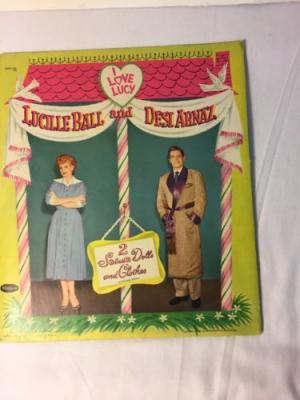 I
LOVE
LUCY
LUCILLE BALL and DESI ARNAZ
2
Statuette Dolls
and Clothes